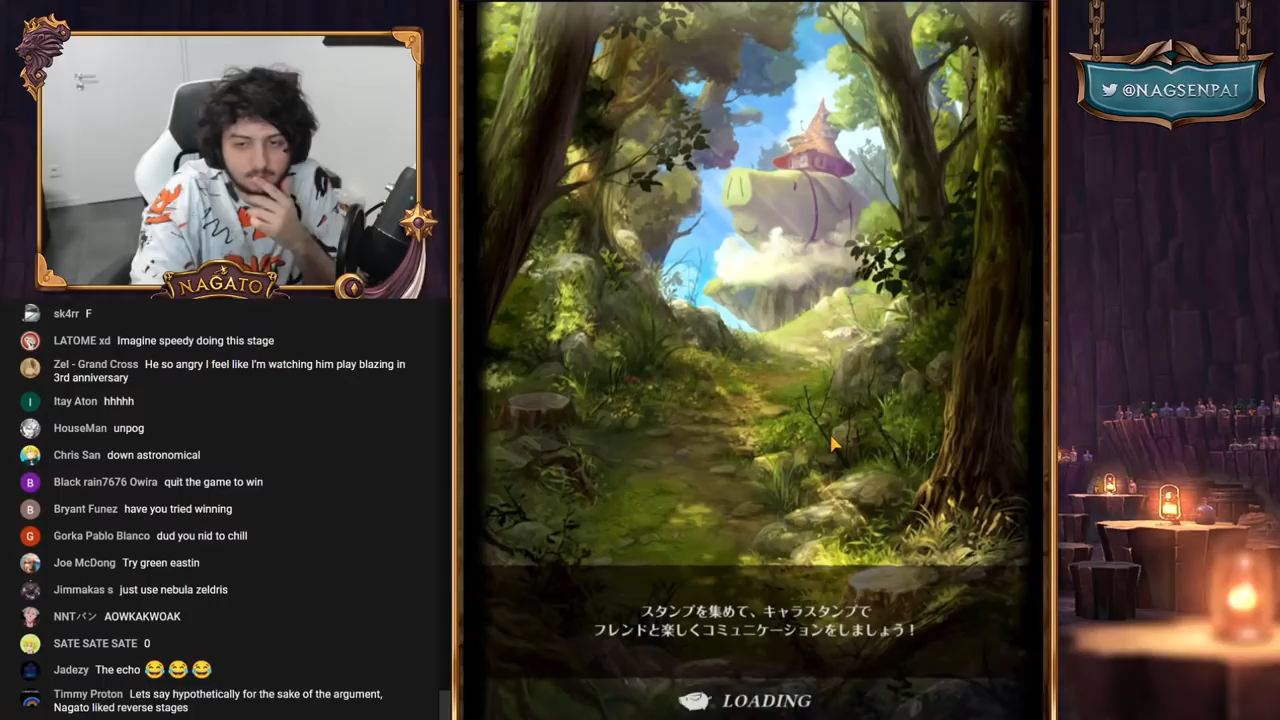 NAGATO
@NAGSENPAI
sk4rr F
LATOME xd Imagine speedy doing this stage
Zel - Grand Cross He so angry I feel like I'm watching him play blazing in
3rd anniversary
I Itay Aton hhhhh
HouseMan unpog
Chris San down astronomical
B Black rain7676 Owira quit the game to win
Bryant Funez have you tried winning
G Gorka Pablo Blanco dud you nid to chill
Joe McDong Try green eastin
Jimmakas s just use nebula zeldris
NNTバン AOWKAKWOAK
SATE SATE SATE 0
Jadezy The echo 😂 😂 😂
Timmy Proton Lets say hypothetically for the sake of the argument,
Nagato liked reverse stages
スタンプを集めて、キャラスタンプで
フレンドと楽しくコミュニケーションをしましょう！
LOADING